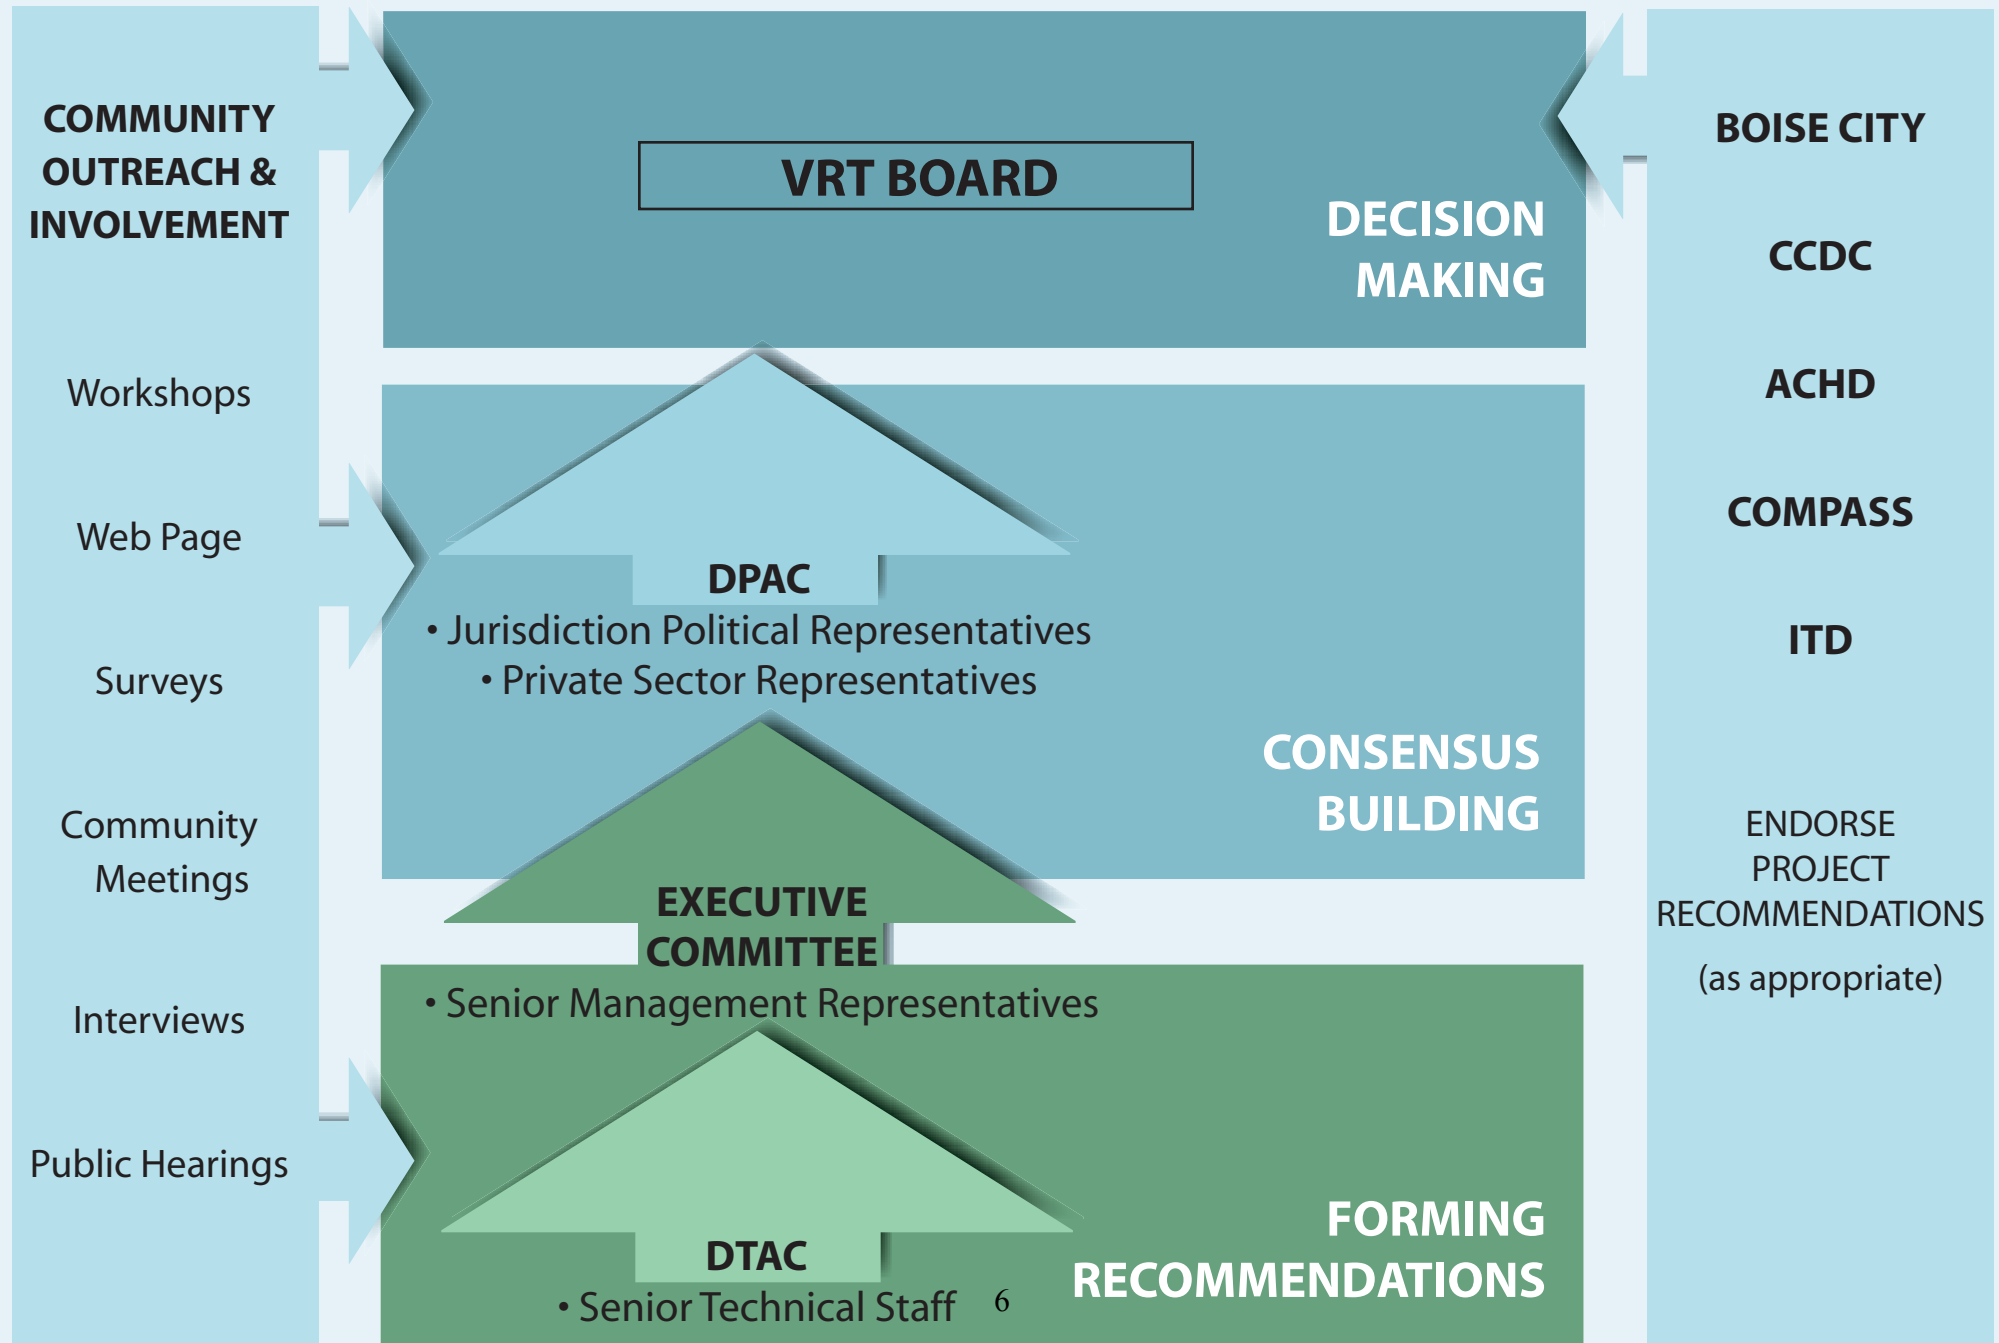 COMMUNITY
OUTREACH &
INVOLVEMENT
Workshops
Web Page
Surveys
Community
Meetings
Interviews
Public Hearings
VRT BOARD
DECISION
MAKING
DPAC
• Jurisdiction Political Representatives
• Private Sector Representatives
CONSENSUS
BUILDING
EXECUTIVE
COMMITTEE
• Senior Management Representatives
DTAC
• Senior Technical Staff
6
FORMING
RECOMMENDATIONS
BOISE CITY
CCDC
ACHD
COMPASS
ITD
ENDORSE
PROJECT
RECOMMENDATIONS
(as appropriate)